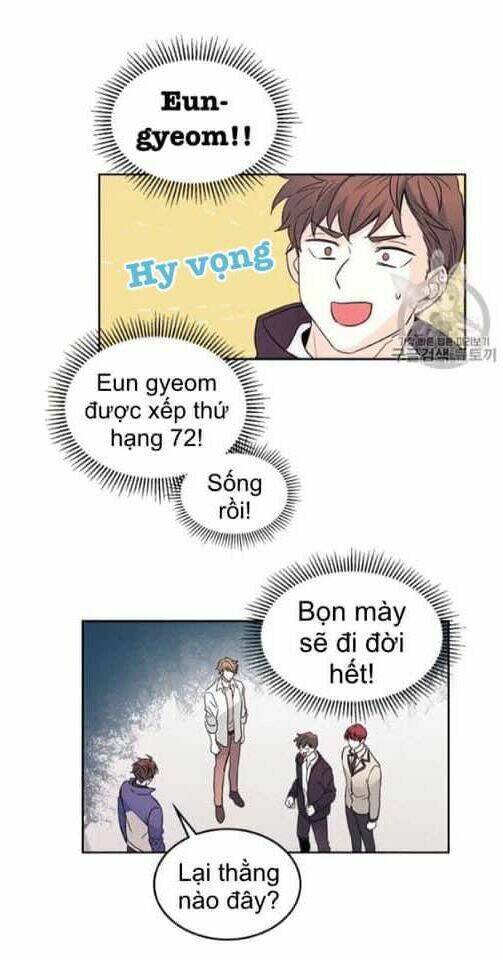 Eun-
gyeom!!
Hy vọng
Eun gyeom
được xếp thứ
hạng 72!
Sống
rồi!
Bọn mày
sẽ đi đời
hết!
Lại thằng
nào đây?